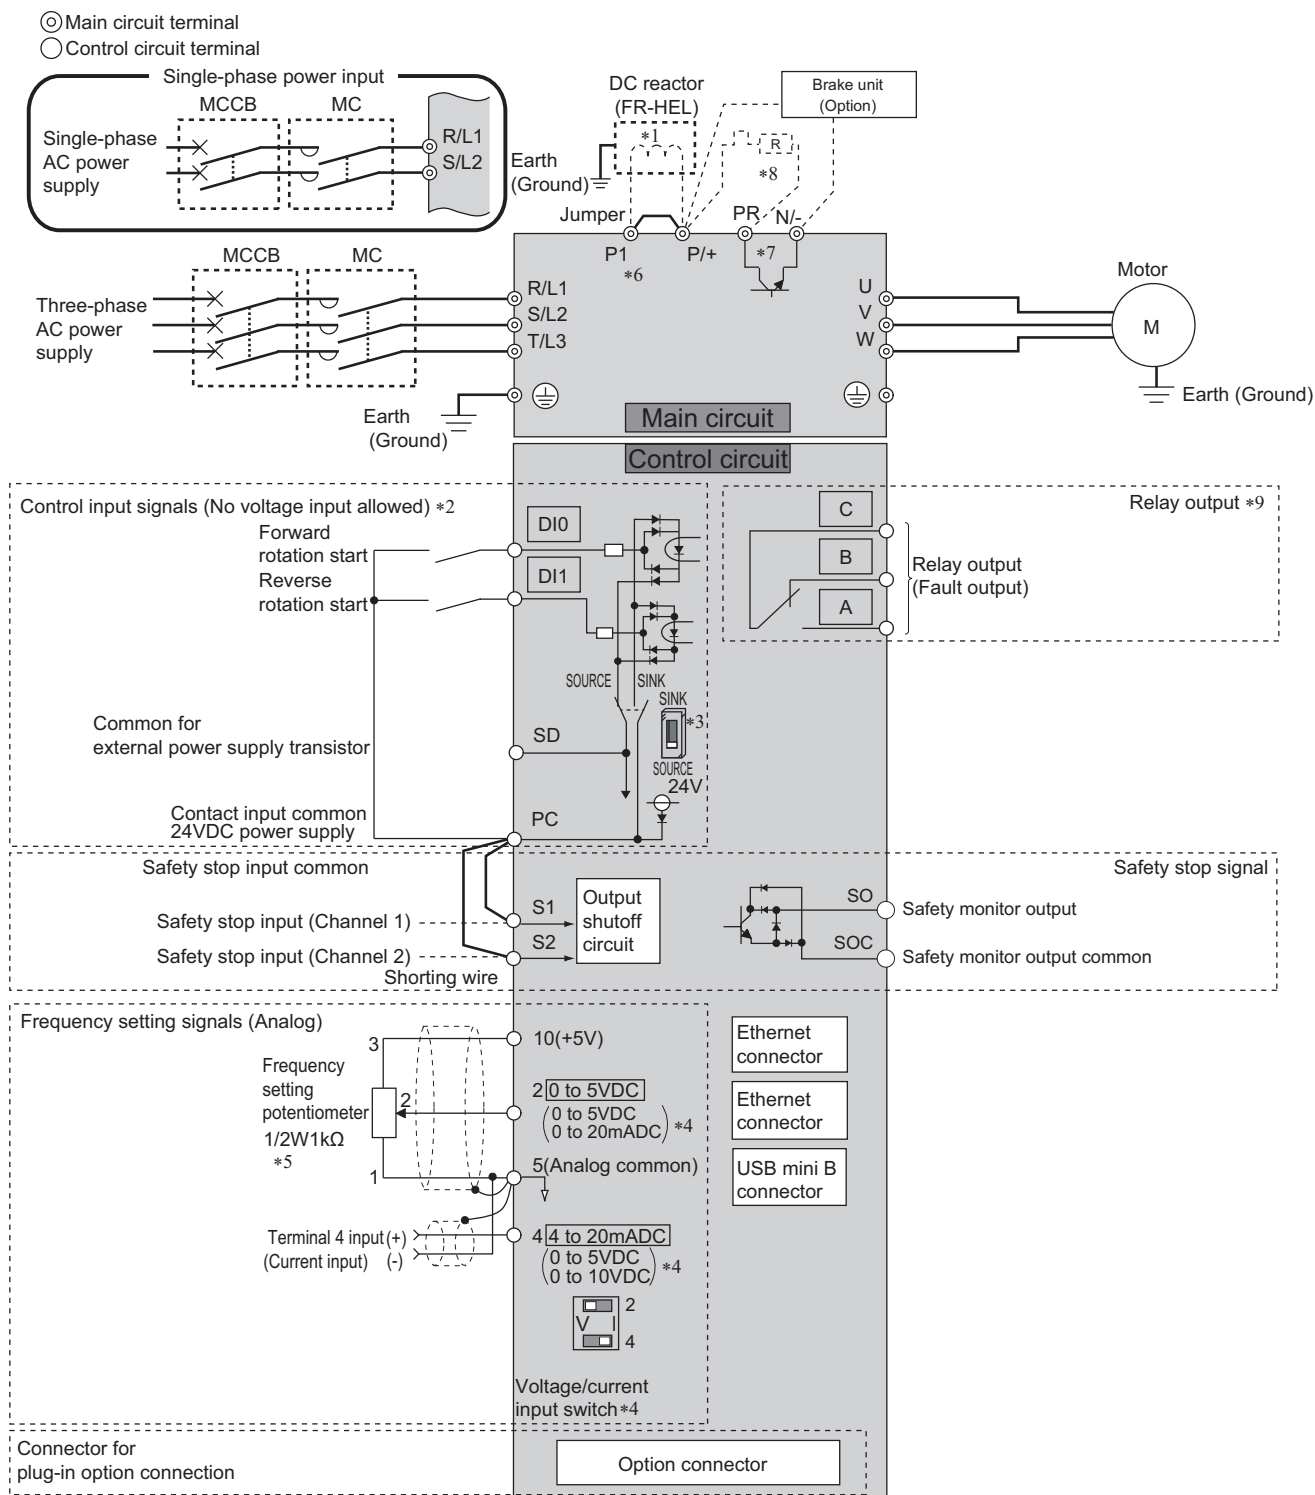 Main circuit terminal
Control circuit terminal
Single-phase power input
MCCB
MC
Single-phase
AC power
supply
R/L1
S/L2
Earth
(Ground)
DC reactor
(FR-HEL)
*1
Brake unit
(Option)
R
*8
Jumper
P1
*6
P/+
PR
*7
N/-
MCCB
MC
Three-phase
AC power
supply
R/L1
S/L2
T/L3
U
V
W
Motor
M
Earth (Ground)
Earth
(Ground)
Main circuit
Control circuit
Control input signals (No voltage input allowed) *2
Forward
rotation start
Reverse
rotation start
DI0
DI1
SOURCE
SINK
SINK
*3
SOURCE
24V
Common for
external power supply transistor
SD
Contact input common
24VDC power supply
PC
Relay output *9
C
B
A
Relay output
(Fault output)
Safety stop input common
Safety stop signal
Safety stop input (Channel 1)
S1
Safety stop input (Channel 2)
S2
Shorting wire
Output
shutoff
circuit
SO
Safety monitor output
SOC
Safety monitor output common
Frequency setting signals (Analog)
3
10(+5V)
Frequency
setting
potentiometer
1/2W1kΩ
*5
2
2 0 to 5VDC
(0 to 5VDC
0 to 20mADC) *4
1
5(Analog common)
Terminal 4 input (+)
(Current input) (-)
4 4 to 20mADC
(0 to 5VDC
0 to 10VDC) *4
2
V I
4
Voltage/current
input switch*4
Ethernet
connector
Ethernet
connector
USB mini B
connector
Connector for
plug-in option connection
Option connector